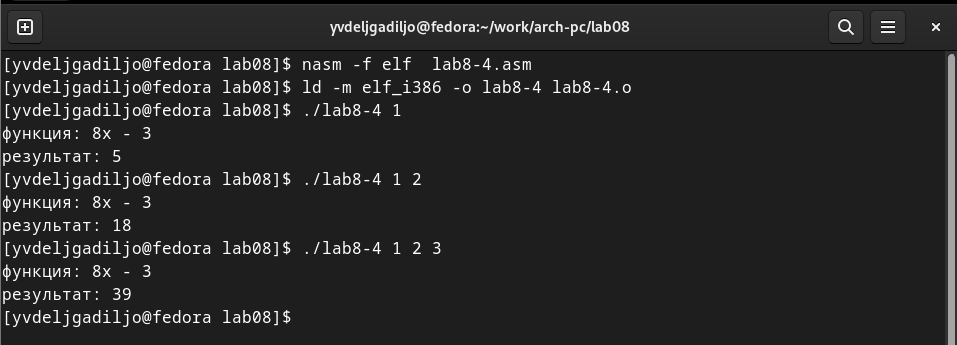 yvdeljgadiljo@fedora:~/work/arch-pc/lab08
[yvdeljgadiljo@fedora lab08]$ nasm -f elf  lab8-4.asm
[yvdeljgadiljo@fedora lab08]$ ld -m elf_i386 -o lab8-4 lab8-4.o
[yvdeljgadiljo@fedora lab08]$ ./lab8-4 1
функция: 8x - 3
результат: 5
[yvdeljgadiljo@fedora lab08]$ ./lab8-4 1 2
функция: 8x - 3
результат: 18
[yvdeljgadiljo@fedora lab08]$ ./lab8-4 1 2 3
функция: 8x - 3
результат: 39
[yvdeljgadiljo@fedora lab08]$